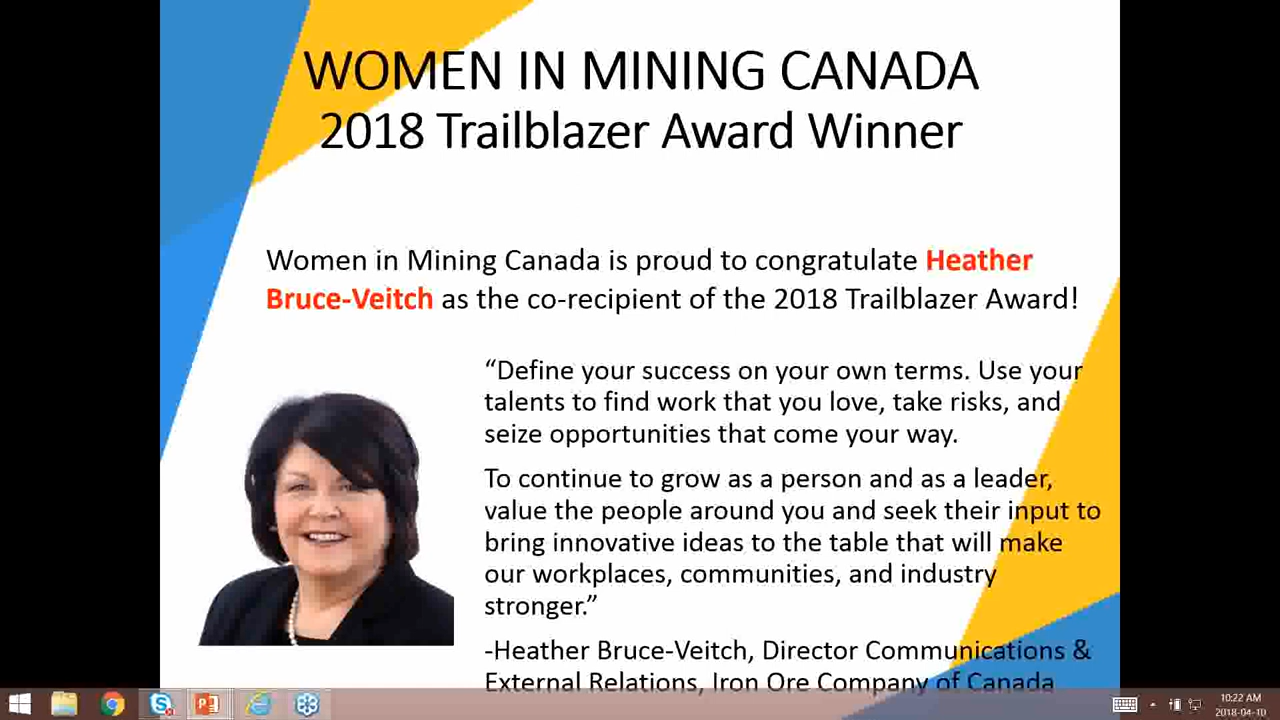 WOMEN IN MINING CANADA
2018 Trailblazer Award Winner
Women in Mining Canada is proud to congratulate Heather
Bruce-Veitch as the co-recipient of the 2018 Trailblazer Award!
“Define your success on your own terms. Use your
talents to find work that you love, take risks, and
seize opportunities that come your way.
To continue to grow as a person and as a leader,
value the people around you and seek their input to
bring innovative ideas to the table that will make
our workplaces, communities, and industry
stronger.”
-Heather Bruce-Veitch, Director Communications &
External Relations, Iron Ore Company of Canada
10:22 AM
2018-04-10